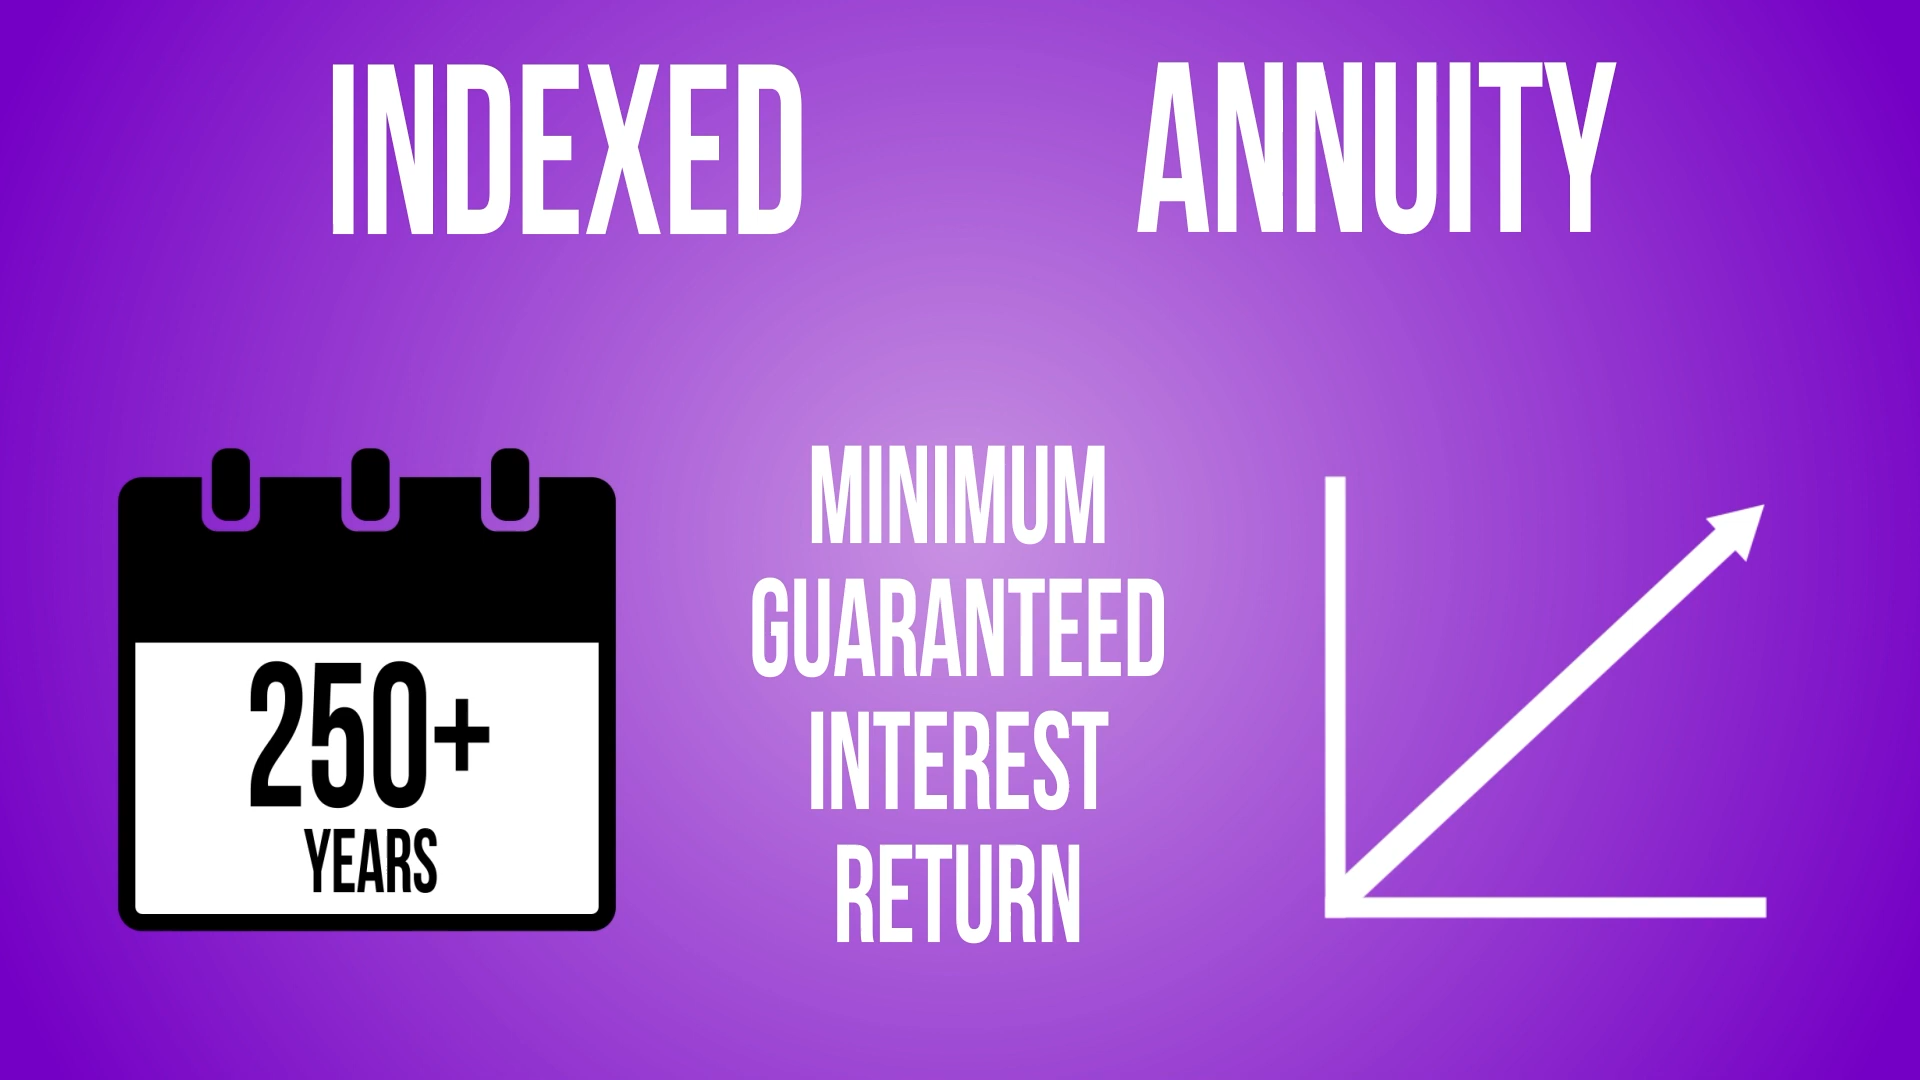 INDEXED ANNUITY
250+
YEARS
MINIMUM
GUARANTEED
INTEREST
RETURN